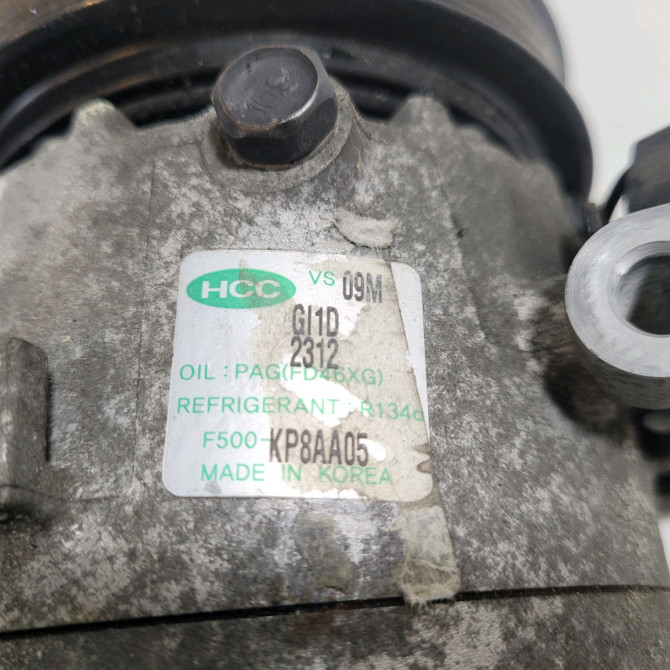 HCC VS 09M
GI1D
2312
OIL : PAG(FD46XG)
REFRIGERANT : R134a
F500-KP8AA05
MADE IN KOREA